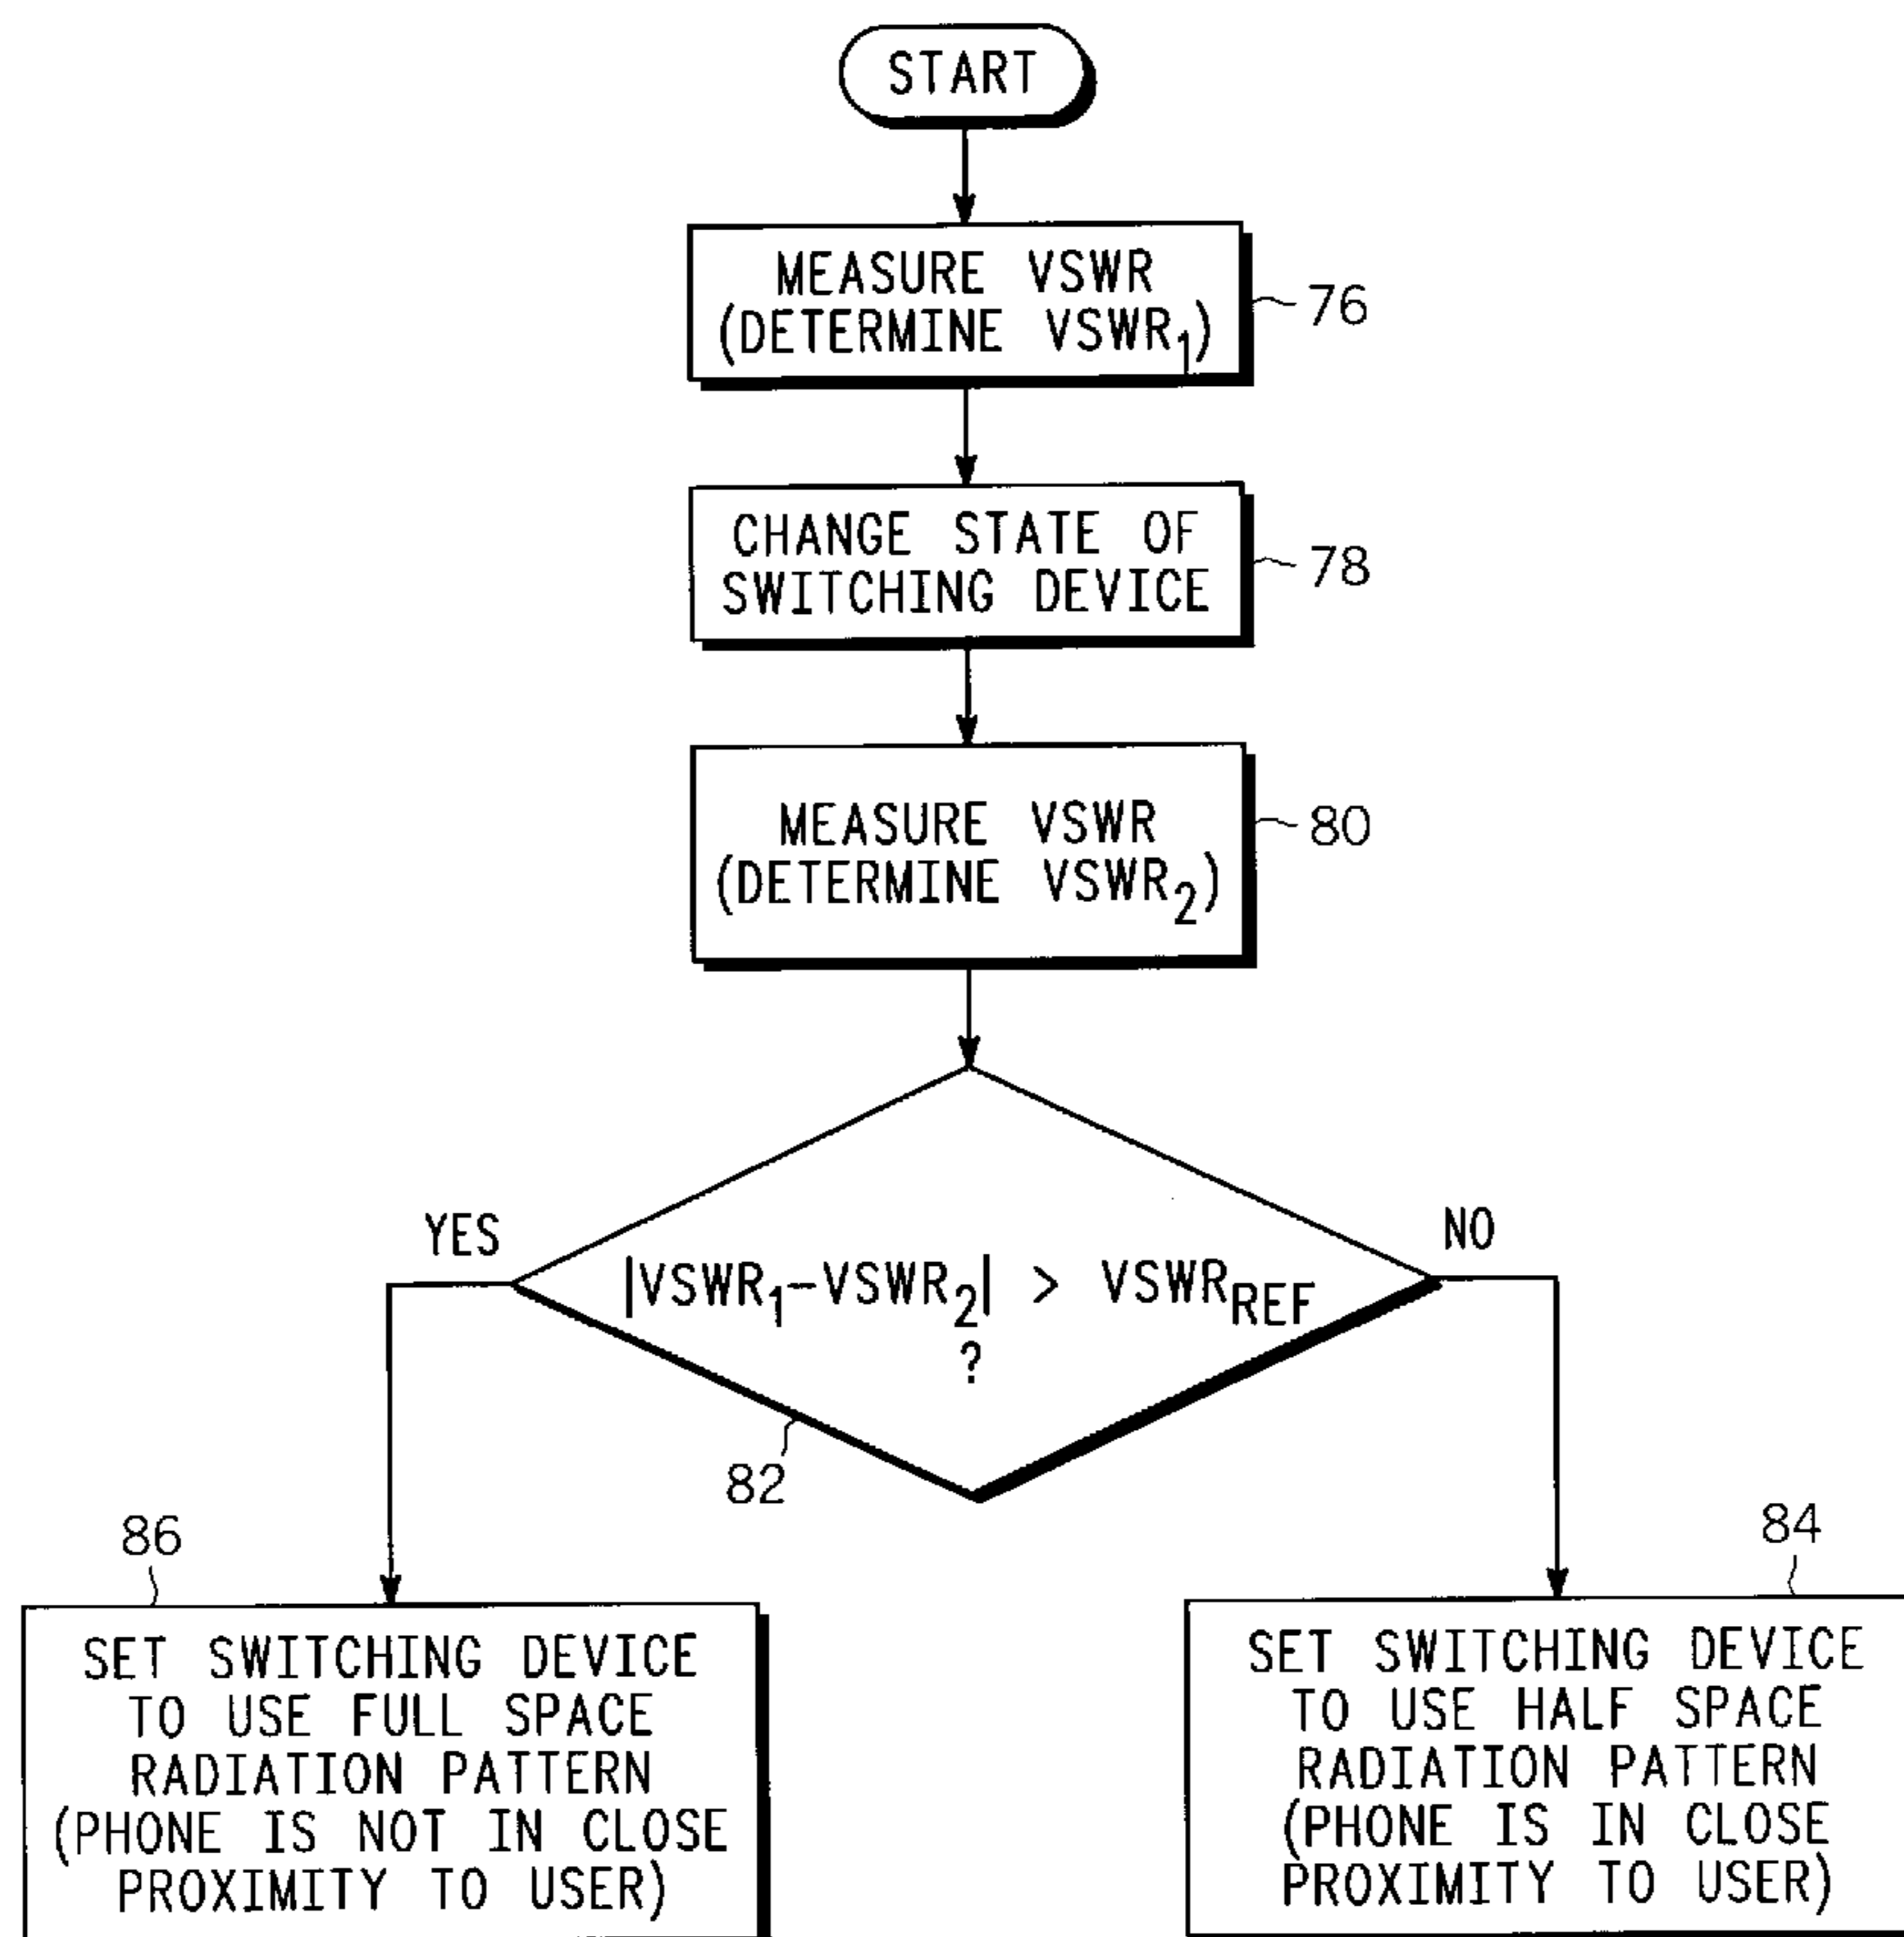 START
MEASURE VSWR
(DETERMINE VSWR₁)
76
CHANGE STATE OF
SWITCHING DEVICE
78
MEASURE VSWR
(DETERMINE VSWR₂)
80
YES
NO
|VSWR₁-VSWR₂| > VSWR_REF
?
82
86
SET SWITCHING DEVICE
TO USE FULL SPACE
RADIATION PATTERN
(PHONE IS NOT IN CLOSE
PROXIMITY TO USER)
84
SET SWITCHING DEVICE
TO USE HALF SPACE
RADIATION PATTERN
(PHONE IS IN CLOSE
PROXIMITY TO USER)